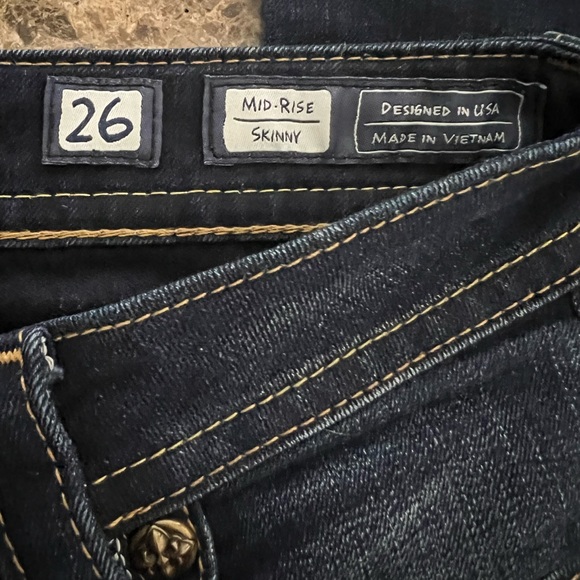 26
MID-RISE
SKINNY
DESIGNED IN USA
MADE IN VIETNAM